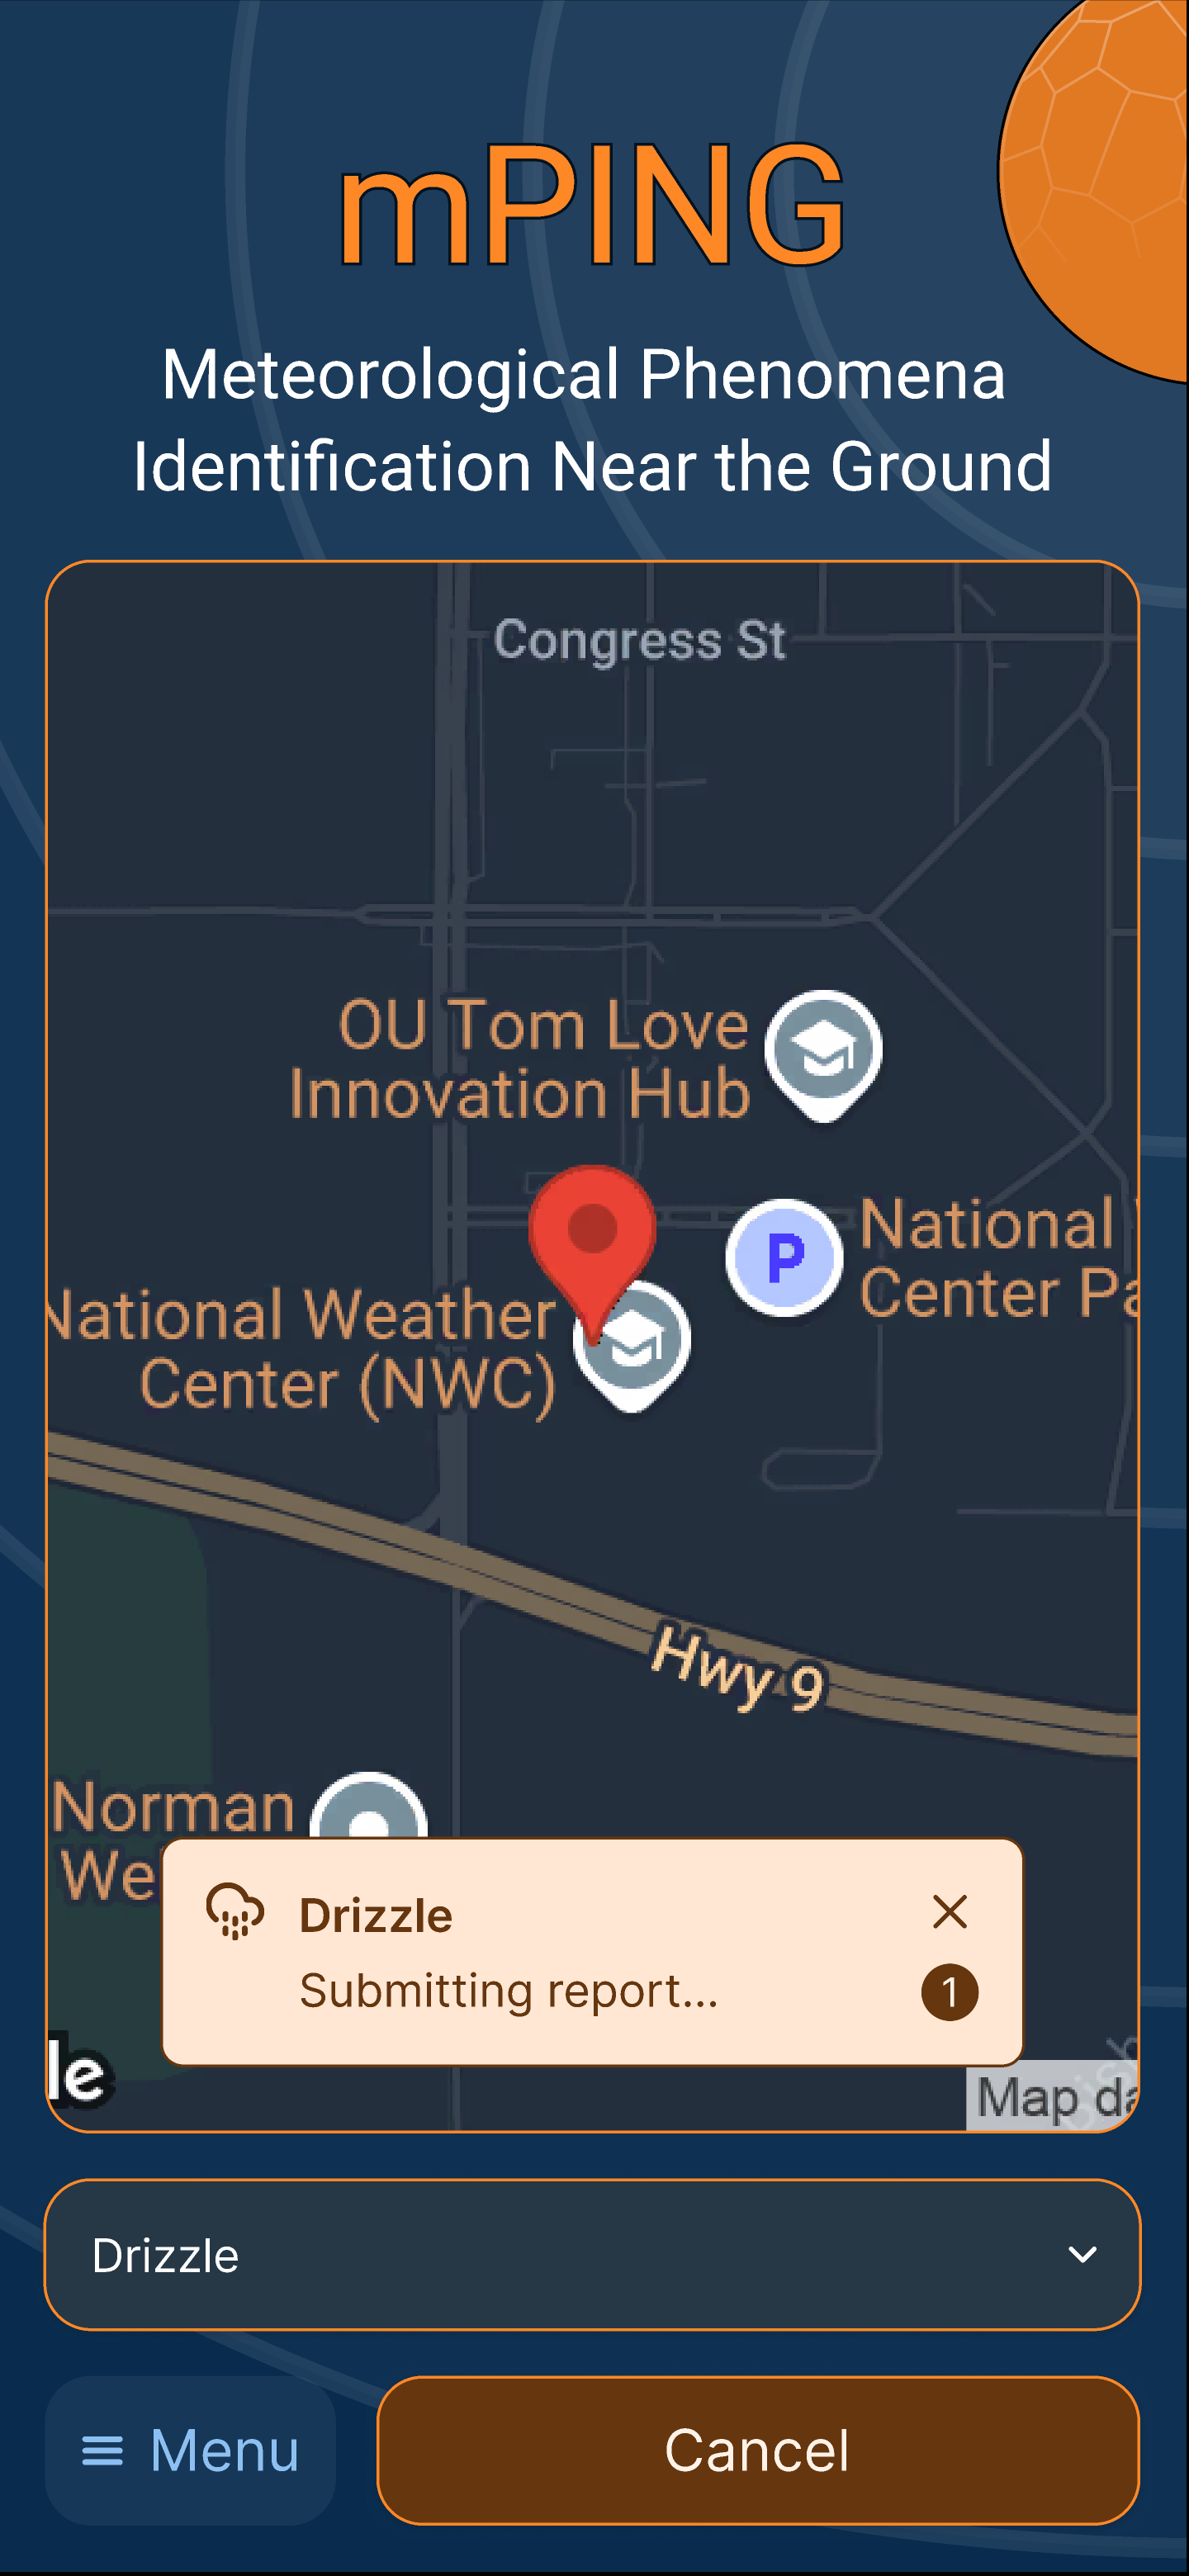 mPING
Meteorological Phenomena
Identification Near the Ground
Congress St
OU Tom Love
Innovation Hub
P
National
Center Pa
National Weather
Center (NWC)
Hwy 9
Norman
We
Drizzle
Submitting report...
1
le
Map da
Drizzle
Menu
Cancel